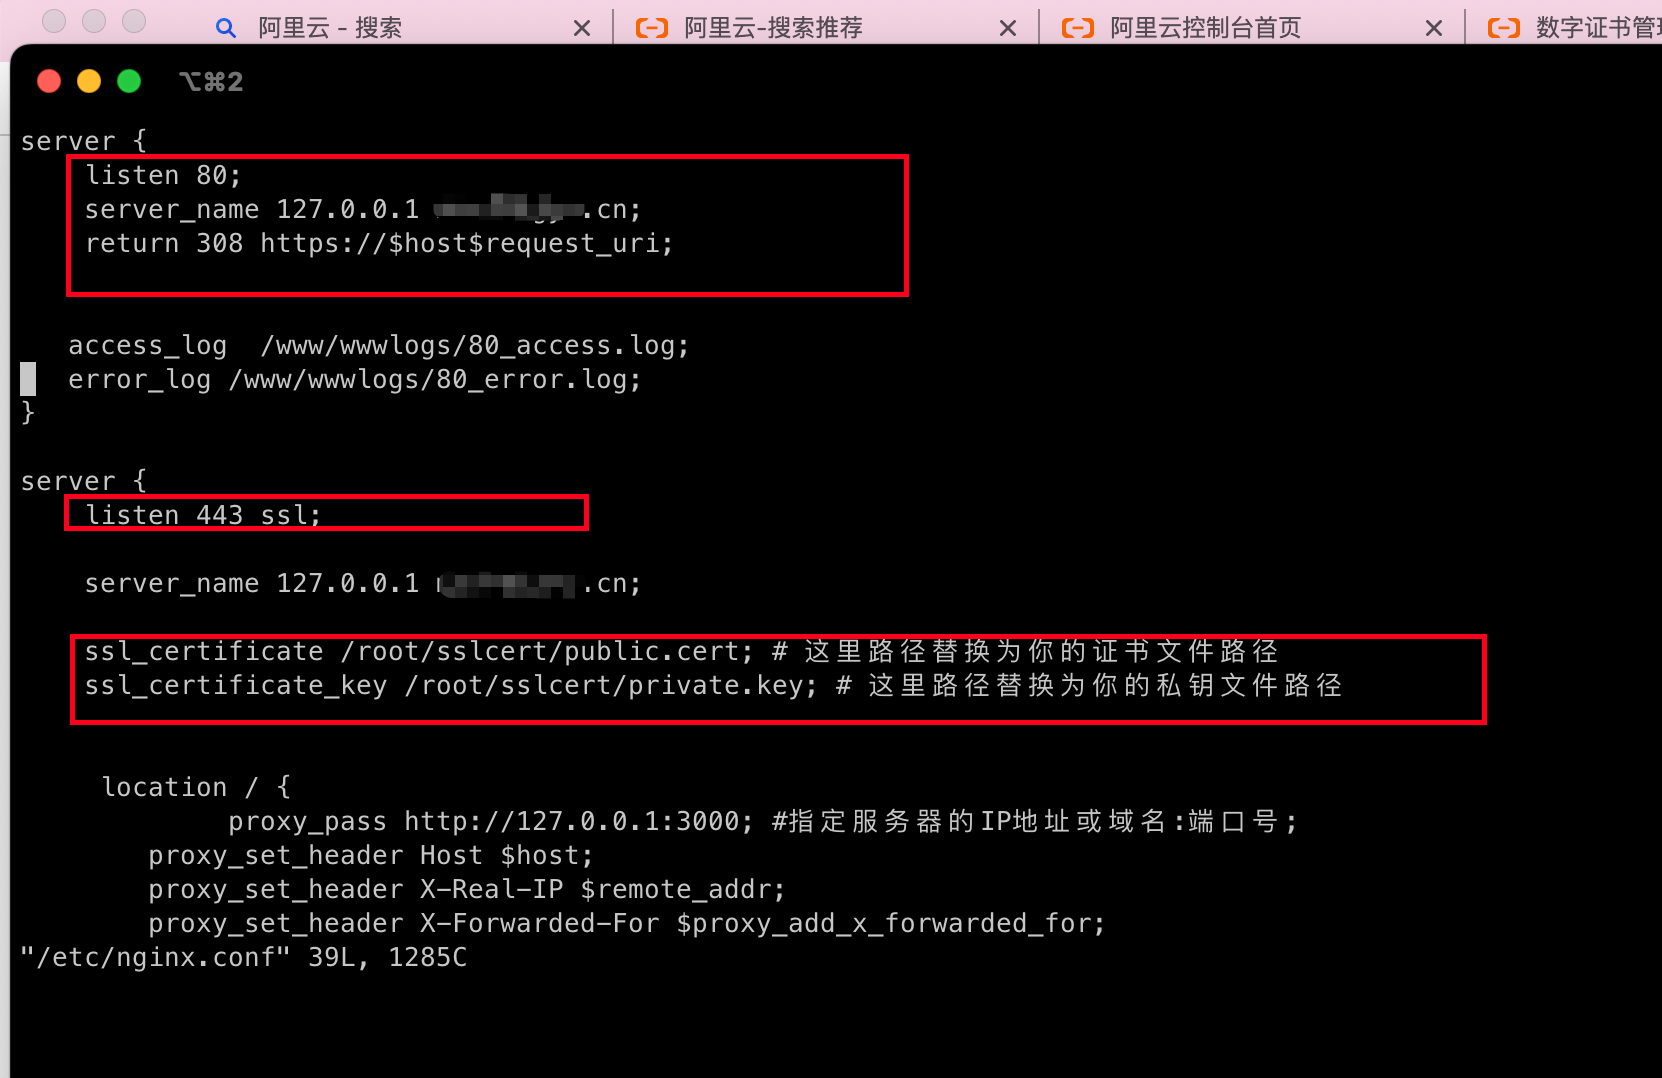 阿里云 - 搜索
阿里云-搜索推荐
阿里云控制台首页
数字证书管
⌥⌘2
server {
listen 80;
server_name 127.0.0.1 .cn;
return 308 https://$host$request_uri;
access_log /www/wwwlogs/80_access.log;
error_log /www/wwwlogs/80_error.log;
}
server {
listen 443 ssl;
server_name 127.0.0.1 .cn;
ssl_certificate /root/sslcert/public.cert; # 这里路径替换为你的证书文件路径
ssl_certificate_key /root/sslcert/private.key; # 这里路径替换为你的私钥文件路径
location / {
proxy_pass http://127.0.0.1:3000; #指定服务器的IP地址或域名:端口号;
proxy_set_header Host $host;
proxy_set_header X-Real-IP $remote_addr;
proxy_set_header X-Forwarded-For $proxy_add_x_forwarded_for;
"/etc/nginx.conf" 39L, 1285C